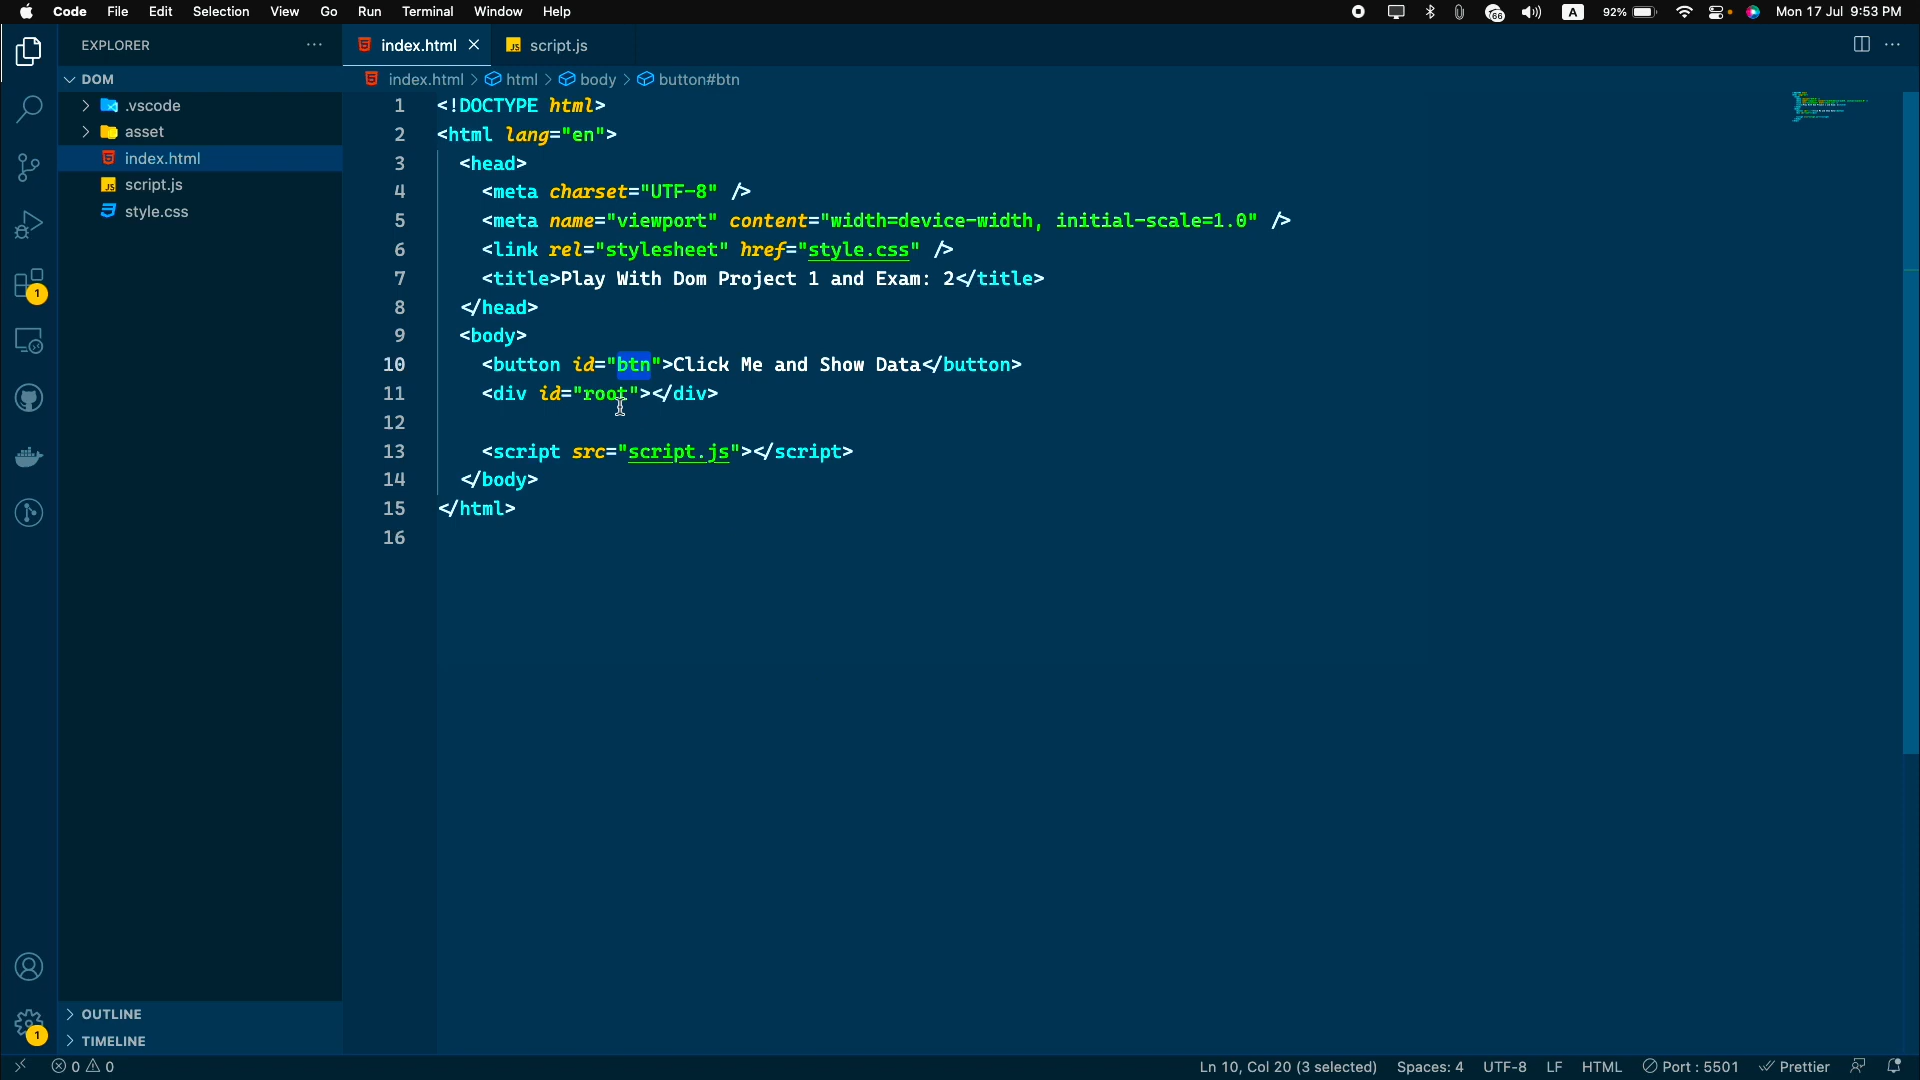 Code File Edit Selection View Go Run Terminal Window Help 66 A 92% Mon 17 Jul 9:53 PM
EXPLORER ··· index.html JS script.js ···
DOM
index.html > html > body > button#btn
.vscode
asset
index.html
JS script.js
style.css
1 <!DOCTYPE html>
2 <html lang="en">
3 <head>
4 <meta charset="UTF-8" />
5 <meta name="viewport" content="width=device-width, initial-scale=1.0" />
6 <link rel="stylesheet" href="style.css" />
7 <title>Play With Dom Project 1 and Exam: 2</title>
8 </head>
9 <body>
10 <button id="btn">Click Me and Show Data</button>
11 <div id="root"></div>
12
13 <script src="script.js"></script>
14 </body>
15 </html>
16
1
OUTLINE
1
TIMELINE
0 0 Ln 10, Col 20 (3 selected) Spaces: 4 UTF-8 LF HTML Port : 5501 Prettier